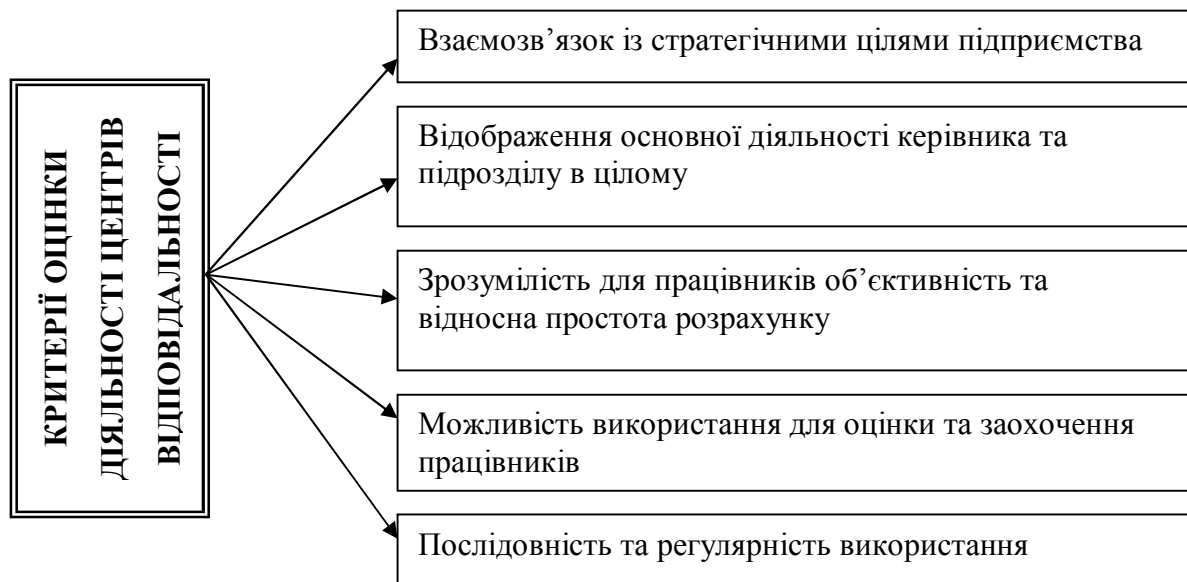 КРИТЕРІЇ ОЦІНКИ
ДІЯЛЬНОСТІ ЦЕНТРІВ
ВІДПОВІДАЛЬНОСТІ
Взаємозв’язок із стратегічними цілями підприємства
Відображення основної діяльності керівника та
підрозділу в цілому
Зрозумілість для працівників об’єктивність та
відносна простота розрахунку
Можливість використання для оцінки та заохочення
працівників
Послідовність та регулярність використання